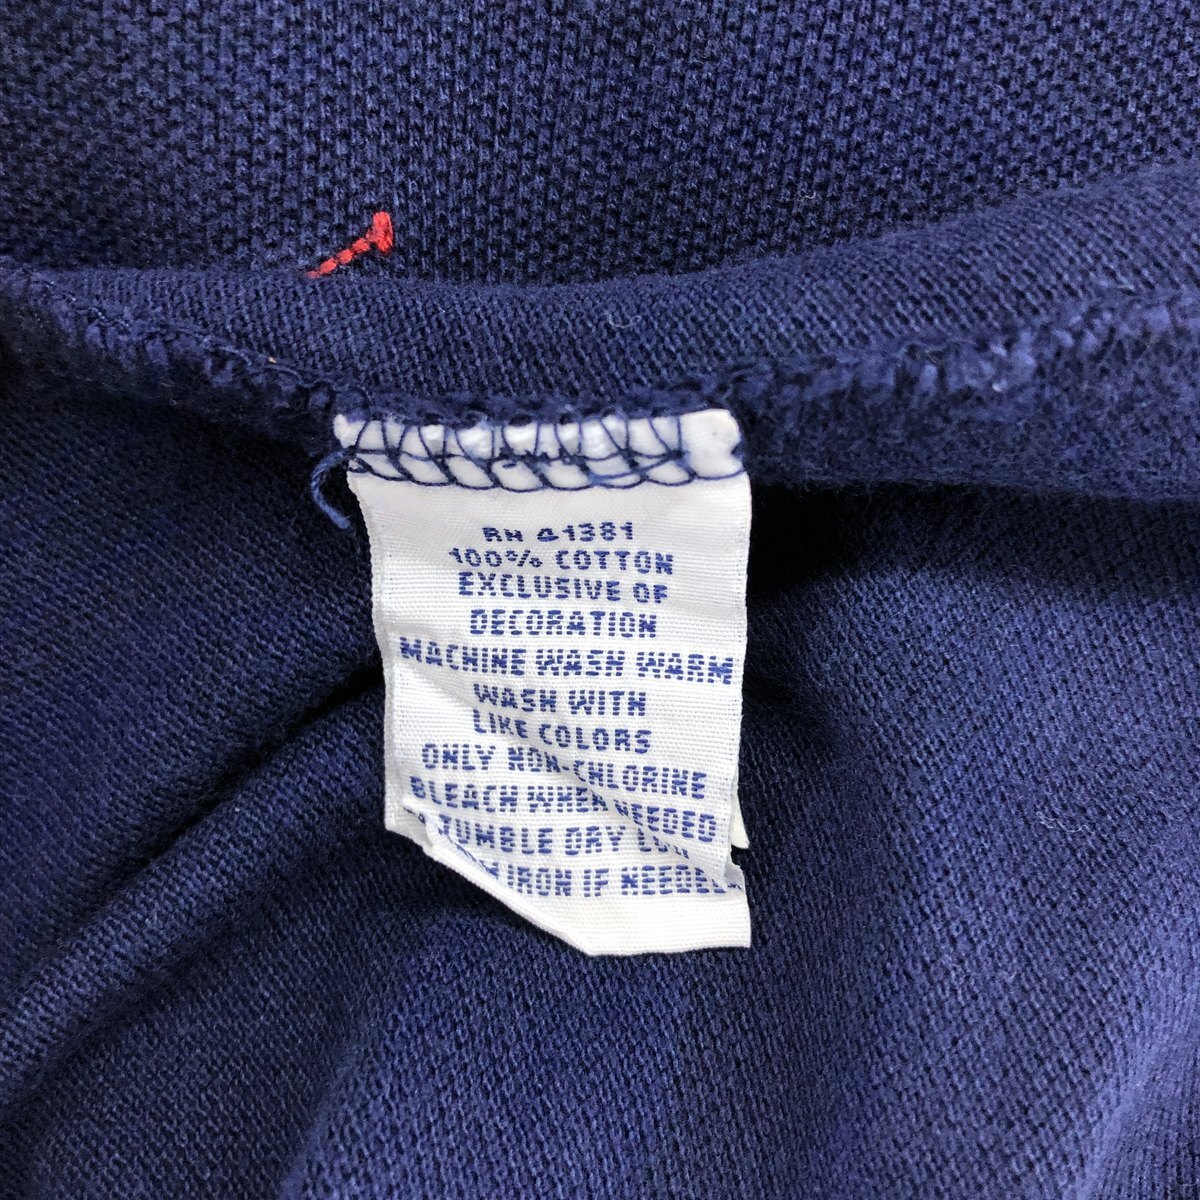 RN 41381
100% COTTON
EXCLUSIVE OF
DECORATION
MACHINE WASH WARM
WASH WITH
LIKE COLORS
ONLY NON-CHLORINE
BLEACH WHEN NEEDED
TUMBLE DRY LOW
IRON IF NEEDED